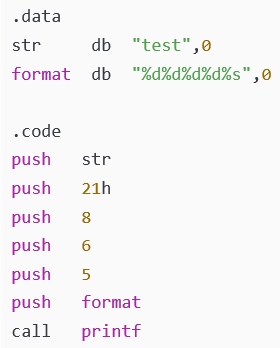 .data
str     db  "test",0
format  db  "%d%d%d%d%s",0

.code
push   str
push   21h
push   8
push   6
push   5
push   format
call   printf